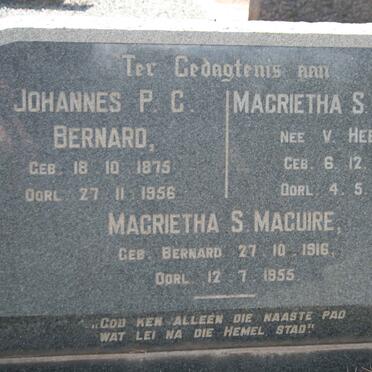 Ter Gedagtenis aan
JOHANNES P. C.
BERNARD,
GEB. 18 · 10 · 1875
OORL. 27 · 11 · 1956
MAGRIETHA S.
NEE V.
GEB. 6 · 12 ·
OORL. 4 · 5 ·
MAGRIETHA S. MAGUIRE,
GEB. BERNARD 27 · 10 · 1916,
OORL. 12 · 7 · 1955
"GOD KEN ALLEEN DIE NAASTE PAD
WAT LEI NA DIE HEMEL STAD"